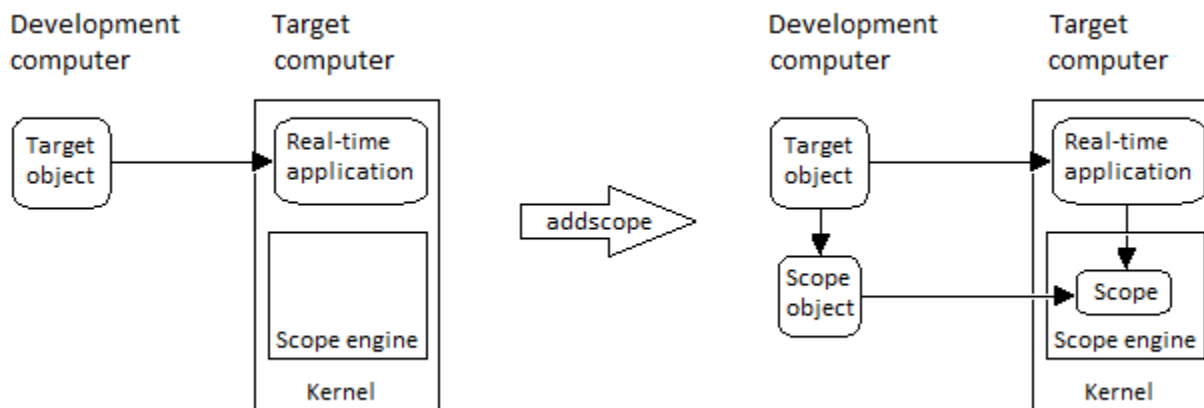 Development
computer
Target
computer
Target
object
Real-time
application
Scope engine
Kernel
addscope
Development
computer
Target
computer
Target
object
Real-time
application
Scope
object
Scope
Scope engine
Kernel